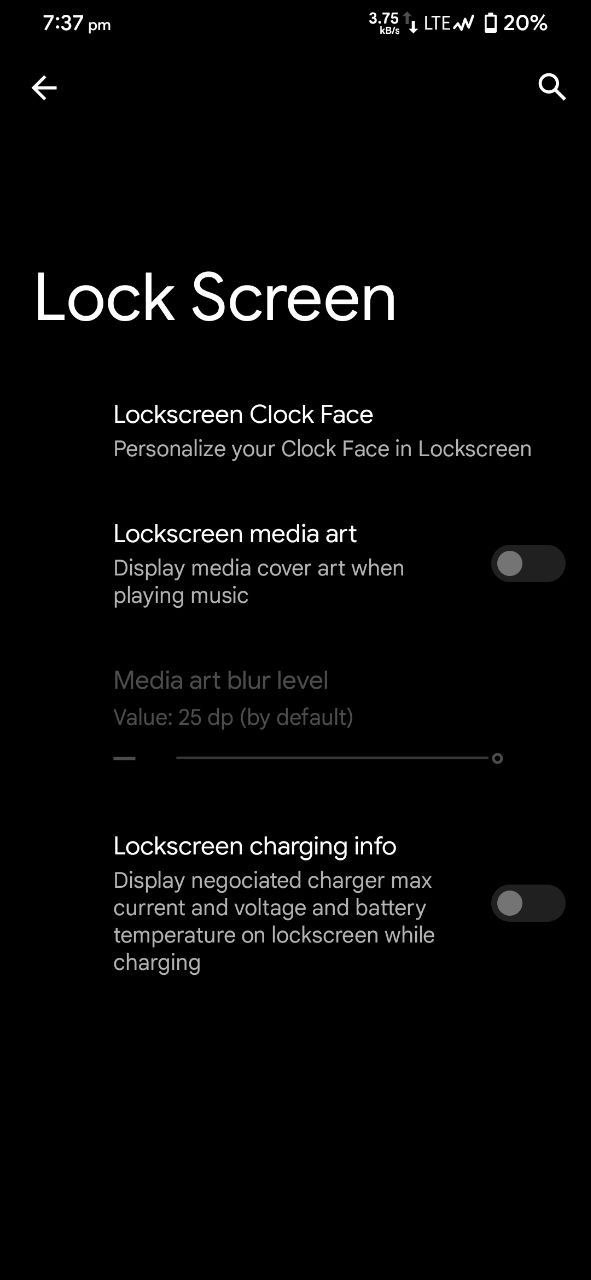 7:37 pm 3.75 kB/s LTE 20%
Lock Screen
Lockscreen Clock Face
Personalize your Clock Face in Lockscreen
Lockscreen media art
Display media cover art when
playing music
Media art blur level
Value: 25 dp (by default)
Lockscreen charging info
Display negociated charger max
current and voltage and battery
temperature on lockscreen while
charging